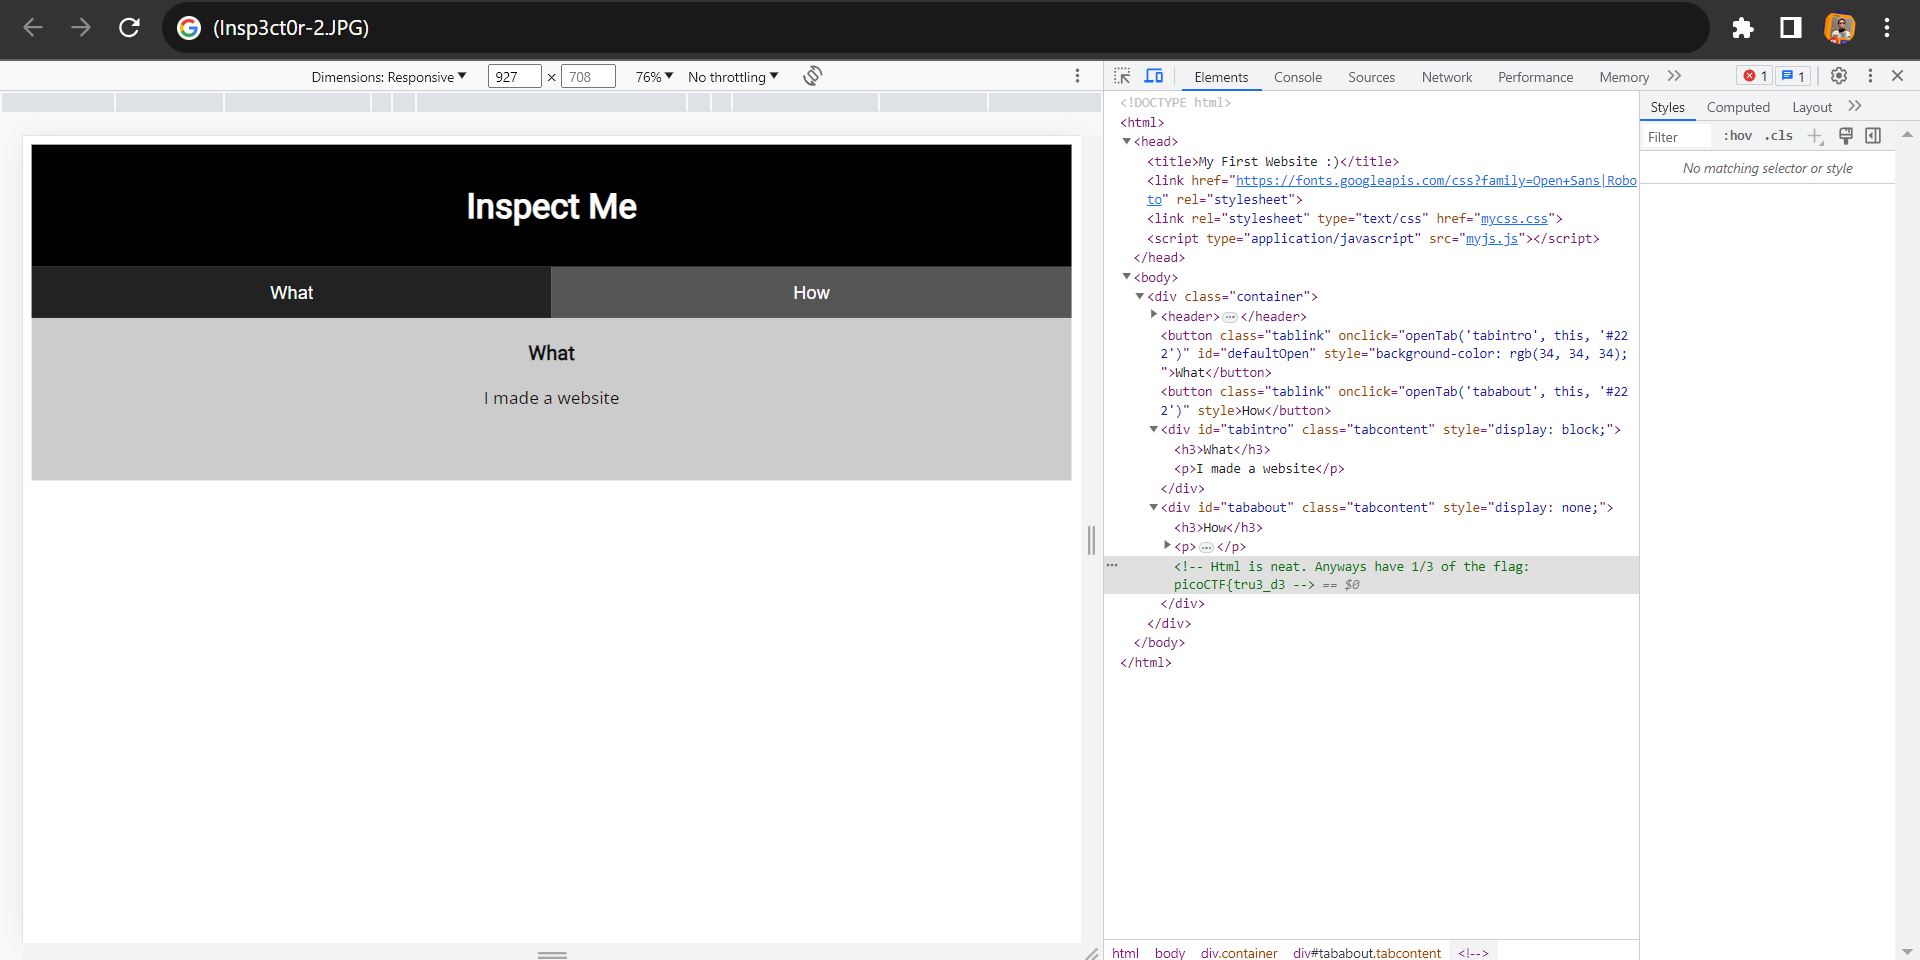 (Insp3ct0r-2.JPG)
Dimensions: Responsive 927 × 708 76% No throttling
Elements Console Sources Network Performance Memory 1 1
Inspect Me
What How
What
I made a website
<!DOCTYPE html>
<html>
<head>
<title>My First Website :)</title>
<link href="https://fonts.googleapis.com/css?family=Open+Sans|Robo
to" rel="stylesheet">
<link rel="stylesheet" type="text/css" href="mycss.css">
<script type="application/javascript" src="myjs.js"></script>
</head>
<body>
<div class="container">
<header>…</header>
<button class="tablink" onclick="openTab('tabintro', this, '#22
2')" id="defaultOpen" style="background-color: rgb(34, 34, 34);
">What</button>
<button class="tablink" onclick="openTab('tababout', this, '#22
2')" style>How</button>
<div id="tabintro" class="tabcontent" style="display: block;">
<h3>What</h3>
<p>I made a website</p>
</div>
<div id="tababout" class="tabcontent" style="display: none;">
<h3>How</h3>
<p>…</p>
<!-- Html is neat. Anyways have 1/3 of the flag:
picoCTF{tru3_d3 --> == $0
</div>
</div>
</body>
</html>
html body div.container div#tababout.tabcontent <!-->
Styles Computed Layout
Filter :hov .cls
No matching selector or style